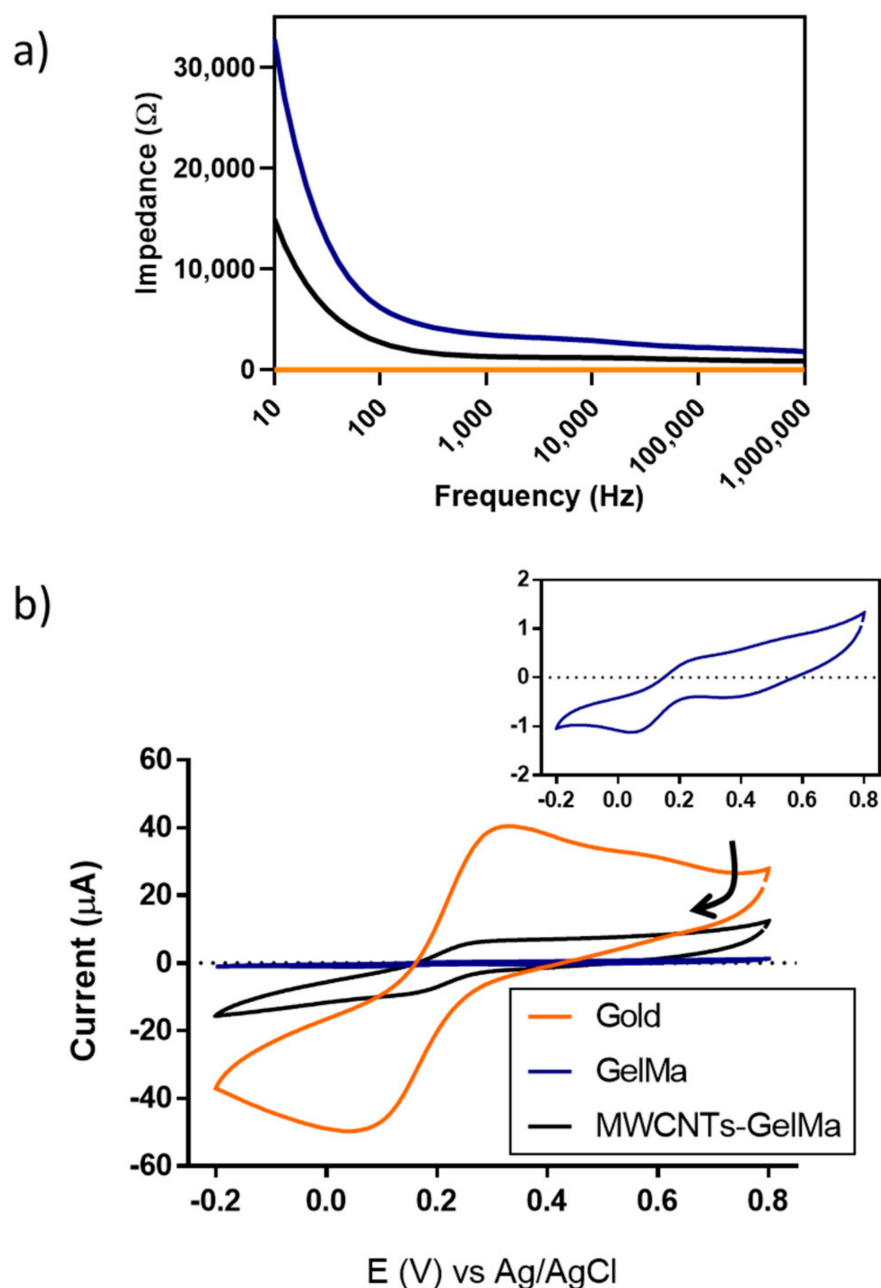 a)
30,000
20,000
10,000
0
Impedance (Ω)
10
100
1,000
10,000
100,000
1,000,000
Frequency (Hz)
b)
2
1
0
-1
-2
-0.2 0.0 0.2 0.4 0.6 0.8
60
40
20
0
-20
-40
-60
Current (µA)
Gold
GelMa
MWCNTs-GelMa
-0.2 0.0 0.2 0.4 0.6 0.8
E (V) vs Ag/AgCl